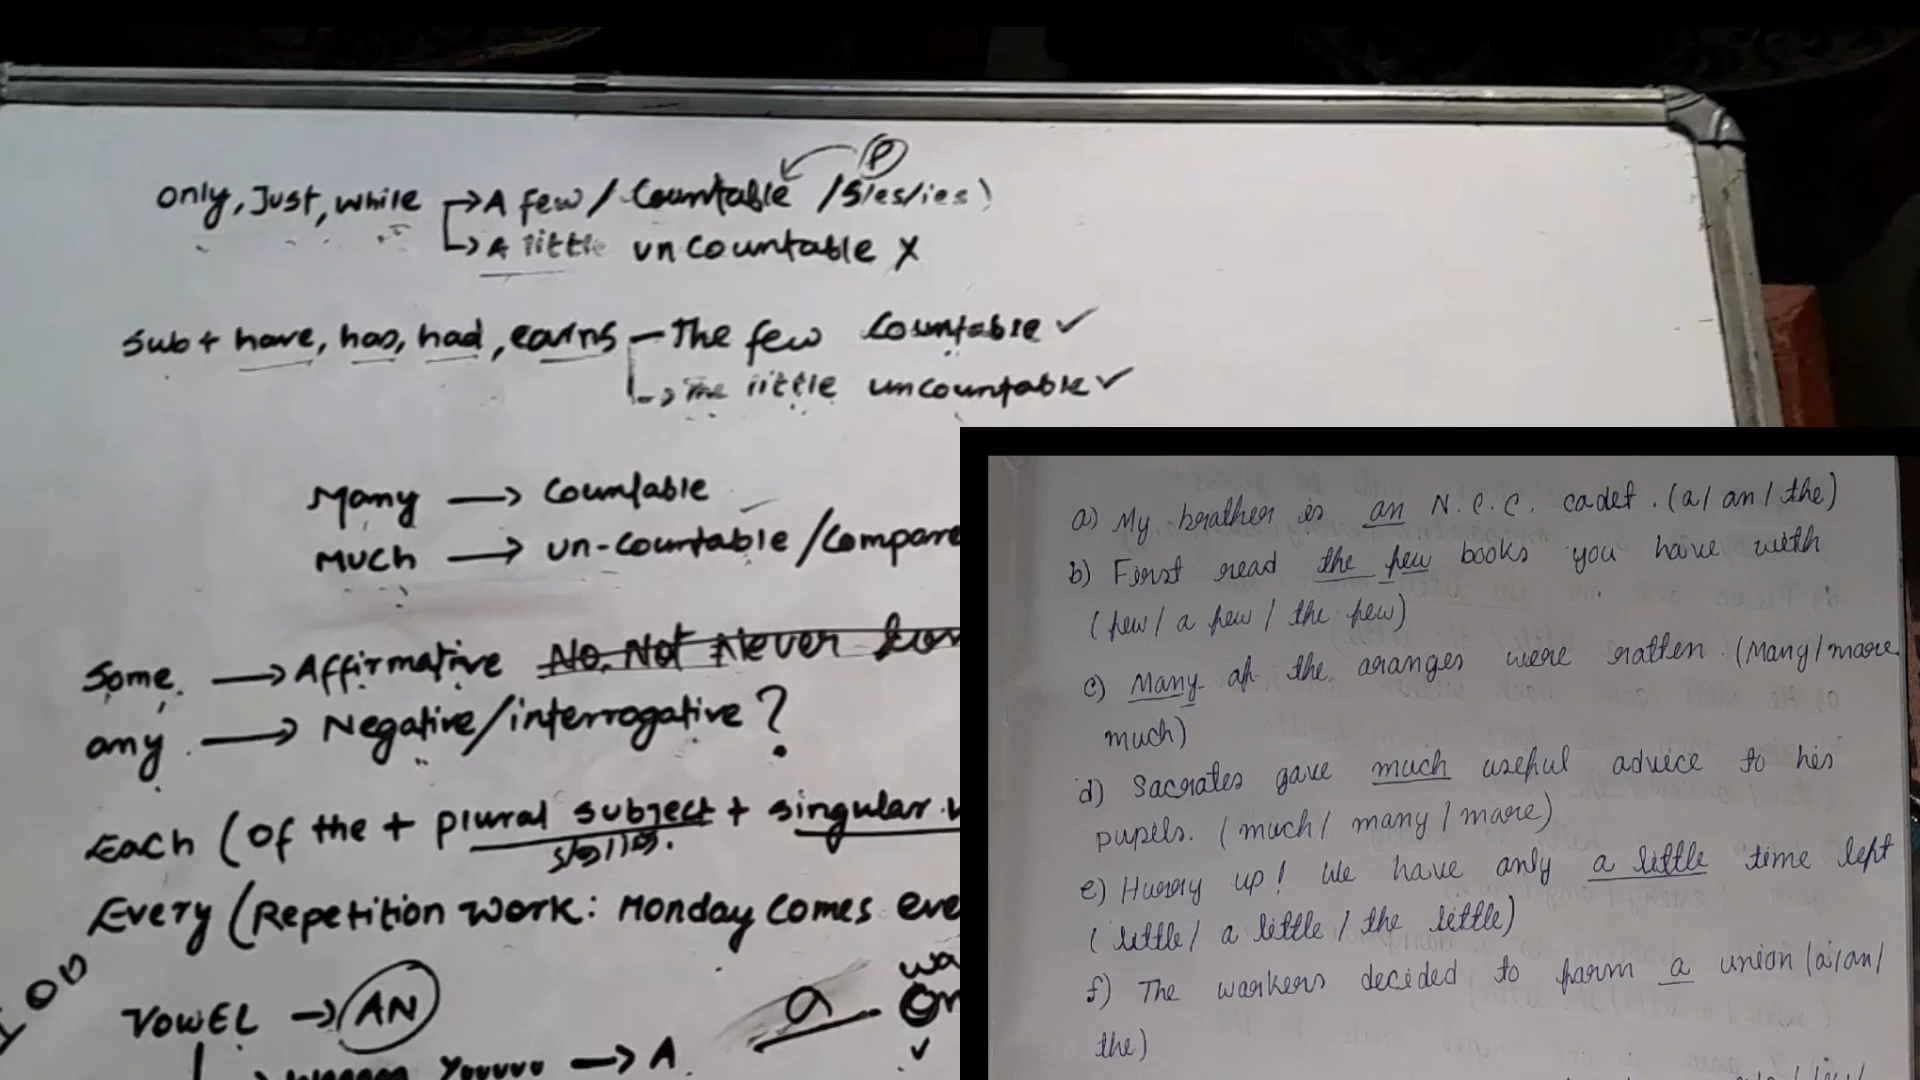 only, Just, while → A few / Countable / S/es/ies)
P
→ A little uncountable X
Sub + have, has, had, earns – The few Countable ✓
→ The little uncountable ✓
Many → Countable
Much → un-countable / Compare
Some → Affirmative No, Not Never
any → Negative/interrogative ?
Each (Of the + plural subject + singular
Every (Repetition work: Monday comes eve
VOWEL → AN
a
→ A
a) My brother is an N.C.C. cadet. (a/ an / the)
b) First read the few books you have with
(few / a few / the few)
c) Many of the oranges were rotten. (Many/more
much)
d) Socrates gave much useful advice to his
pupils. (much / many / more)
e) Hurry up! We have only a little time left
(little / a little / the little)
f) The workers decided to form a union (a/an/
the)